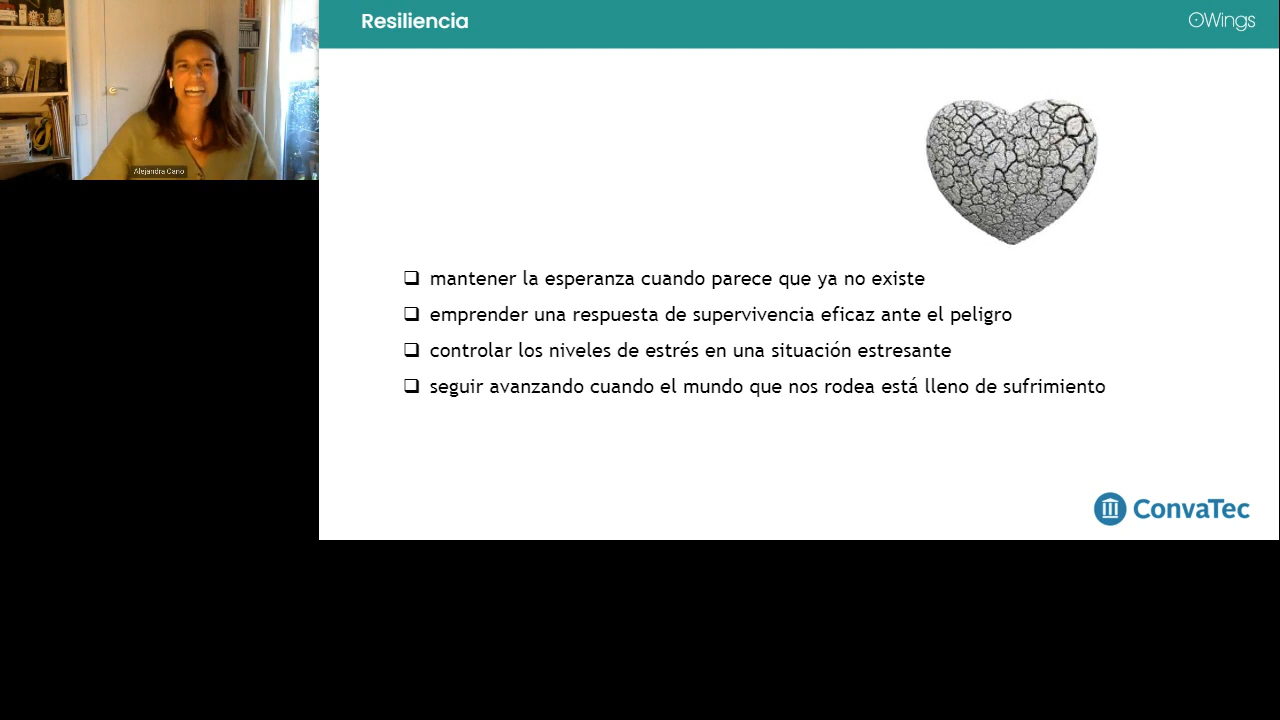 Resiliencia
Wings
Alejandra Cano
mantener la esperanza cuando parece que ya no existe
emprender una respuesta de supervivencia eficaz ante el peligro
controlar los niveles de estrés en una situación estresante
seguir avanzando cuando el mundo que nos rodea está lleno de sufrimiento
ConvaTec